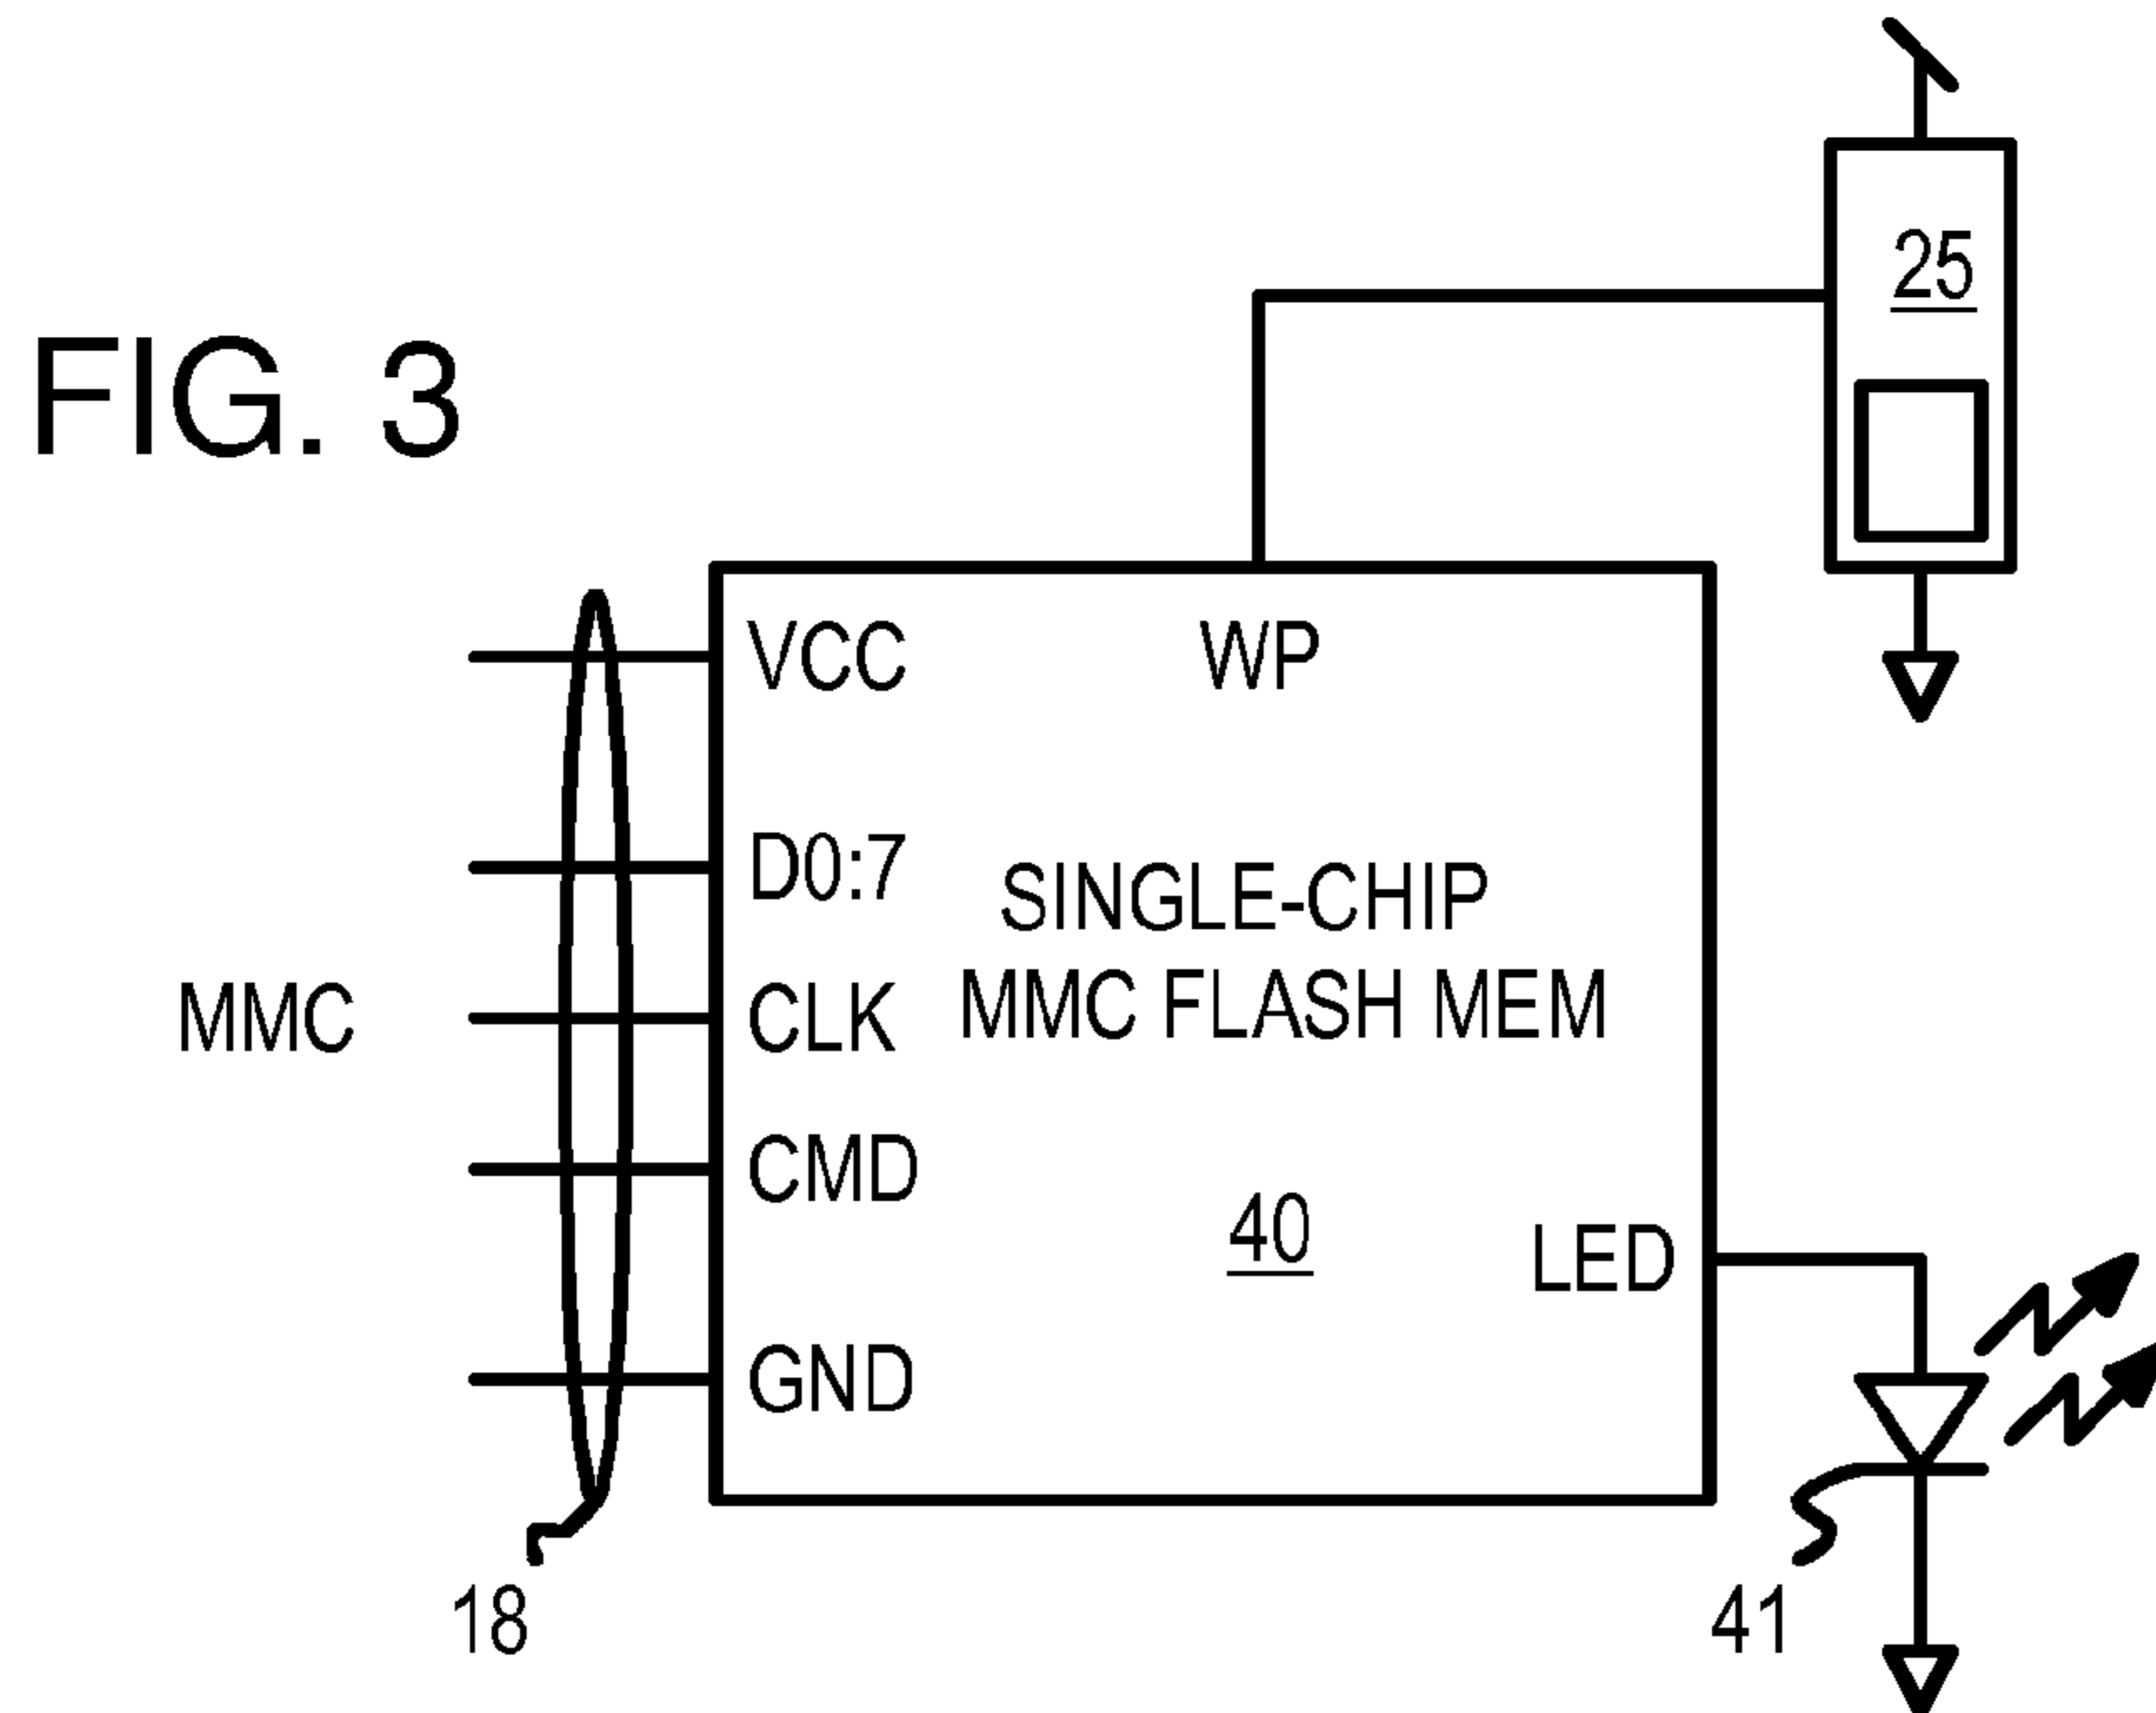 FIG. 3
25
VCC
WP
D0:7
SINGLE-CHIP
MMC FLASH MEM
MMC
CLK
CMD
40
LED
GND
18
41